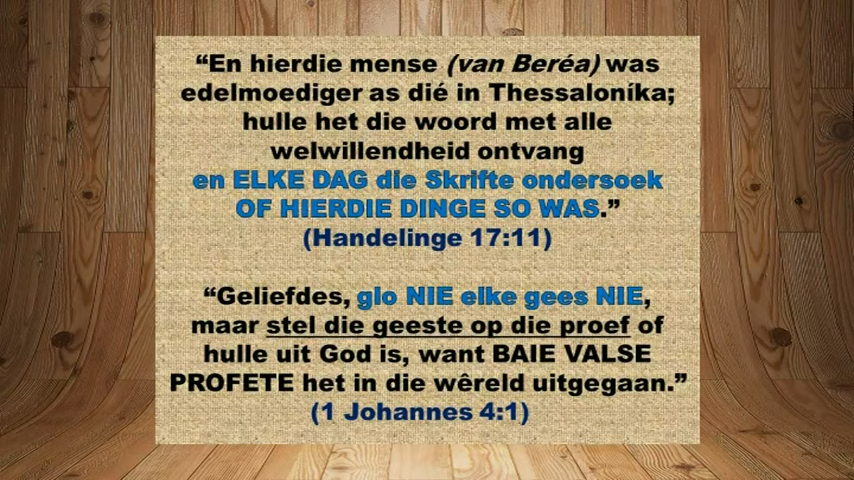 “En hierdie mense (van Beréa) was
edelmoediger as dié in Thessaloníka;
hulle het die woord met alle
welwillendheid ontvang
en ELKE DAG die Skrifte ondersoek
OF HIERDIE DINGE SO WAS.”
(Handelinge 17:11)
“Geliefdes, glo NIE elke gees NIE,
maar stel die geeste op die proef of
hulle uit God is, want BAIE VALSE
PROFETE het in die wêreld uitgegaan.”
(1 Johannes 4:1)